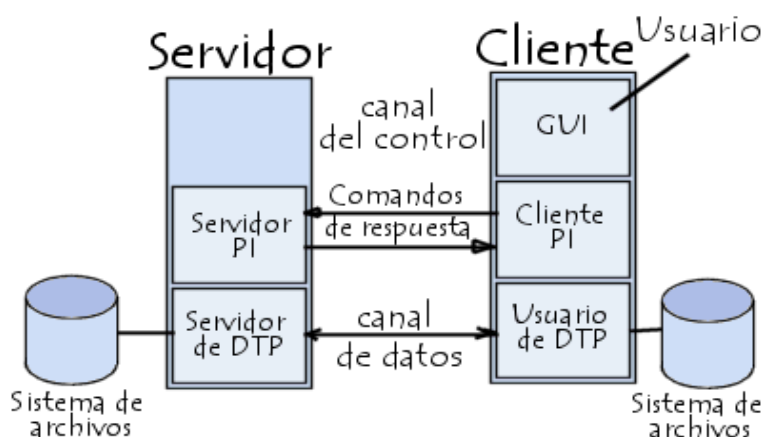 Usuario
Servidor
Cliente
canal
del control
GUI
Comandos
de respuesta
Servidor
PI
Cliente
PI
Servidor
de DTP
canal
de datos
Usuario
de DTP
Sistema de
archivos
Sistema de
archivos